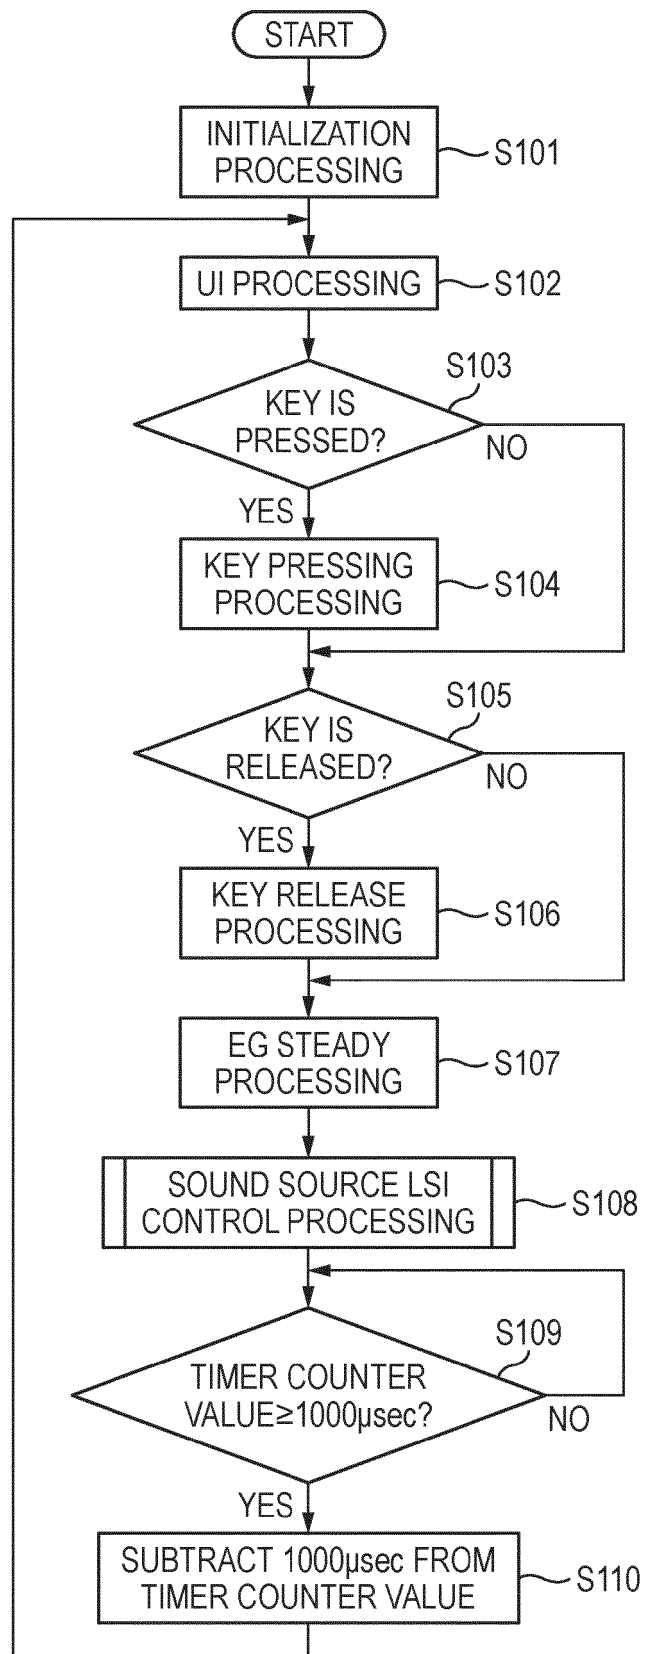 START
INITIALIZATION
PROCESSING
S101
UI PROCESSING
S102
S103
KEY IS
PRESSED?
NO
YES
KEY PRESSING
PROCESSING
S104
S105
KEY IS
RELEASED?
NO
YES
KEY RELEASE
PROCESSING
S106
EG STEADY
PROCESSING
S107
SOUND SOURCE LSI
CONTROL PROCESSING
S108
S109
TIMER COUNTER
VALUE≥1000µsec?
NO
YES
SUBTRACT 1000µsec FROM
TIMER COUNTER VALUE
S110